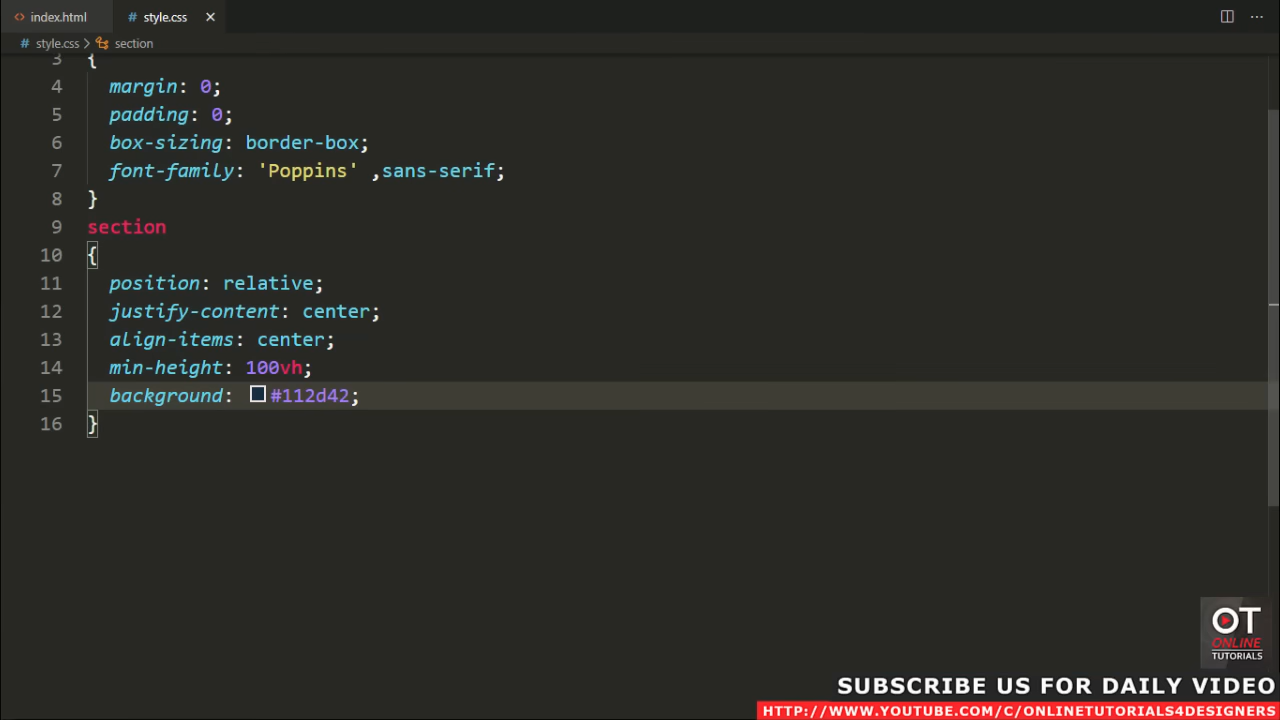 index.html
style.css
style.css > section
3 {
4 margin: 0;
5 padding: 0;
6 box-sizing: border-box;
7 font-family: 'Poppins' ,sans-serif;
8 }
9 section
10 {
11 position: relative;
12 justify-content: center;
13 align-items: center;
14 min-height: 100vh;
15 background: #112d42;
16 }
OT
ONLINE
TUTORIALS
SUBSCRIBE US FOR DAILY VIDEO
HTTP://WWW.YOUTUBE.COM/C/ONLINETUTORIALS4DESIGNERS